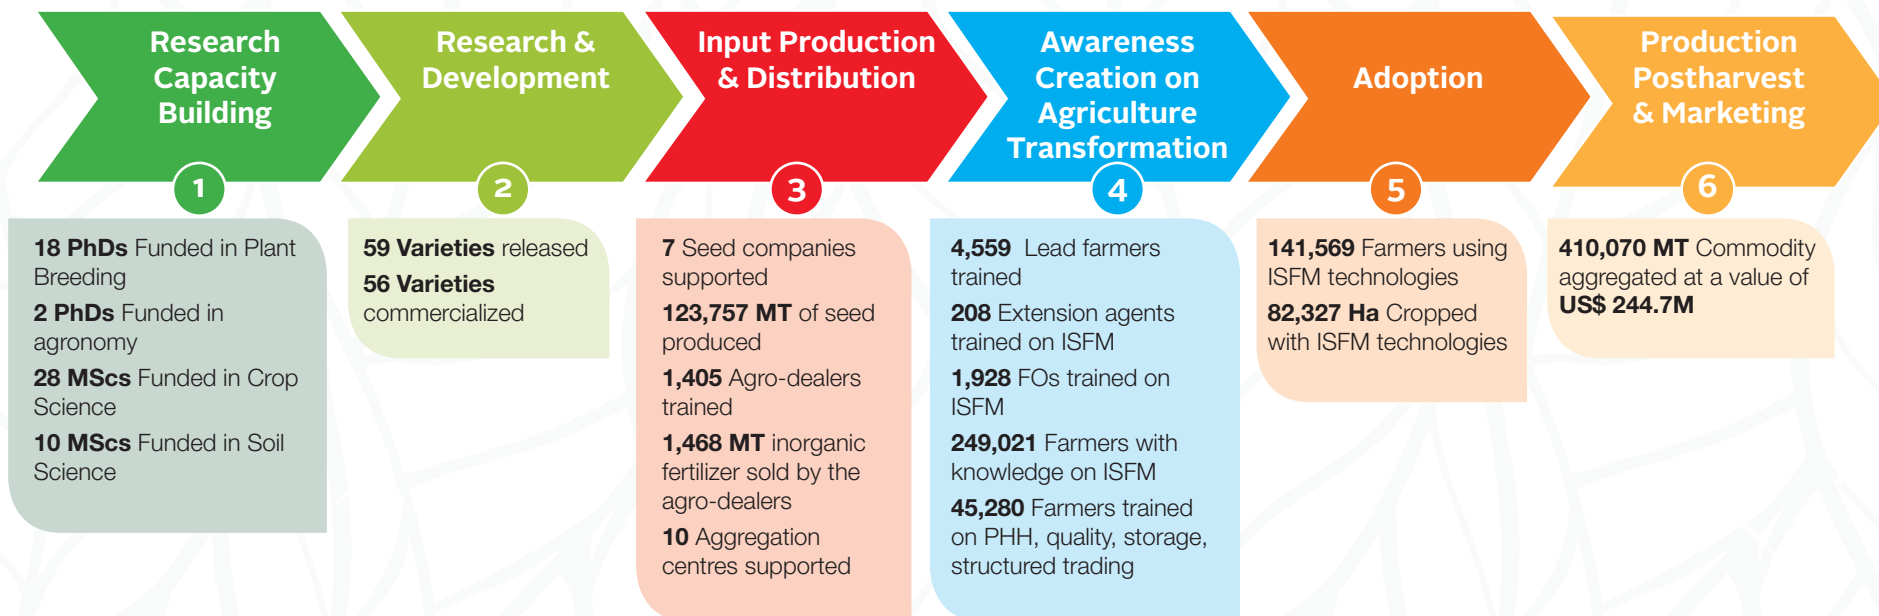 Research
Capacity
Building
1
18 PhDs Funded in Plant
Breeding
2 PhDs Funded in
agronomy
28 MScs Funded in Crop
Science
10 MScs Funded in Soil
Science
Research &
Development
2
59 Varieties released
56 Varieties
commercialized
Input Production
& Distribution
3
7 Seed companies
supported
123,757 MT of seed
produced
1,405 Agro-dealers
trained
1,468 MT inorganic
fertilizer sold by the
agro-dealers
10 Aggregation
centres supported
Awareness
Creation on
Agriculture
Transformation
4
4,559 Lead farmers
trained
208 Extension agents
trained on ISFM
1,928 FOs trained on
ISFM
249,021 Farmers with
knowledge on ISFM
45,280 Farmers trained
on PHH, quality, storage,
structured trading
Adoption
5
141,569 Farmers using
ISFM technologies
82,327 Ha Cropped
with ISFM technologies
Production
Postharvest
& Marketing
6
410,070 MT Commodity
aggregated at a value of
US$ 244.7M